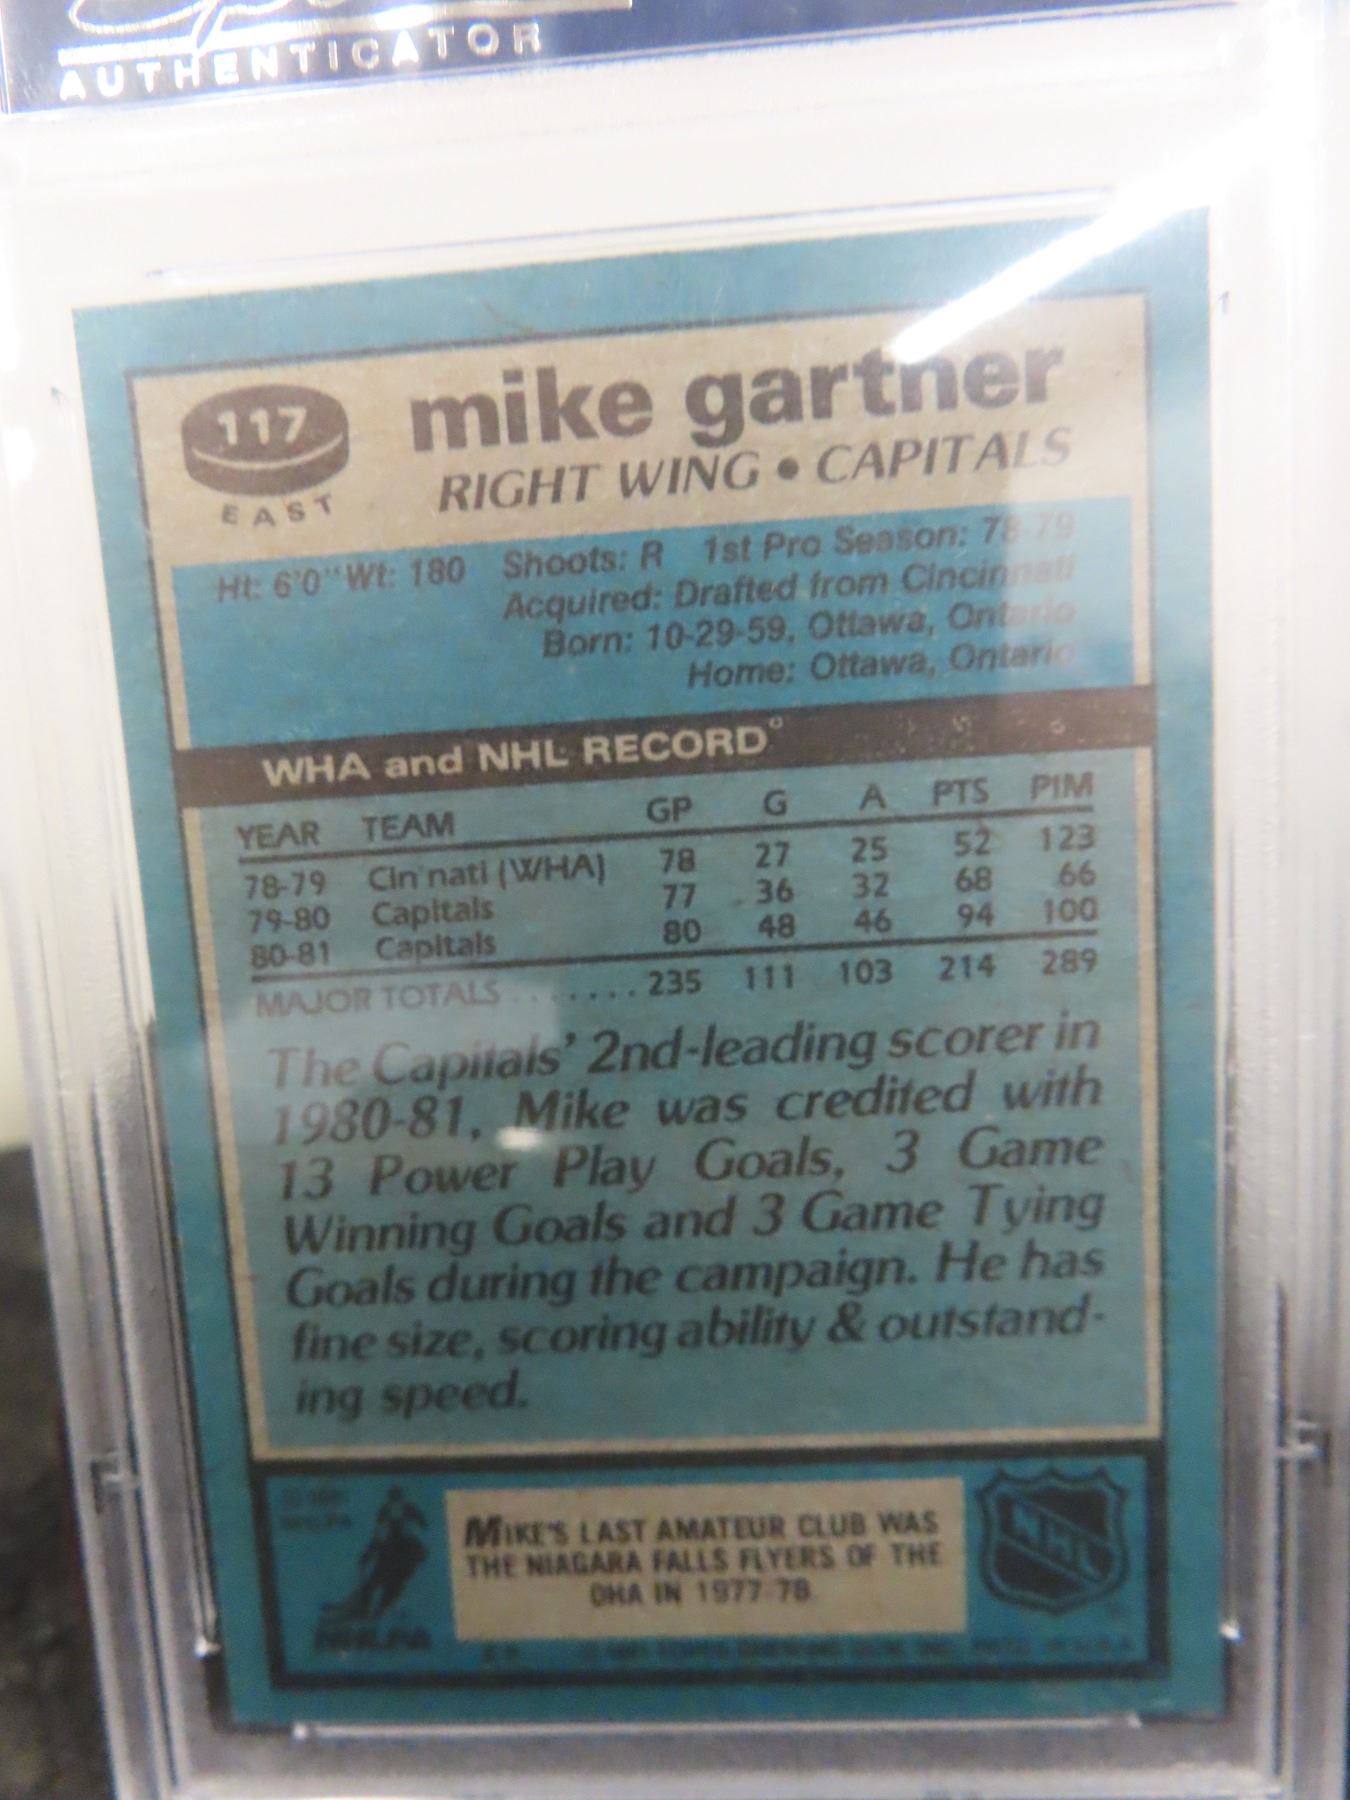 AUTHENTICATOR
117
EAST
mike gartner
RIGHT WING • CAPITALS
Ht: 6'0" Wt: 180 Shoots: R 1st Pro Season: 78-79
Acquired: Drafted from Cincinnati
Born: 10-29-59, Ottawa, Ontario
Home: Ottawa, Ontario
WHA and NHL RECORD
YEAR TEAM GP G A PTS PIM
78-79 Cin'nati (WHA) 78 27 25 52 123
79-80 Capitals 77 36 32 68 66
80-81 Capitals 80 48 46 94 100
MAJOR TOTALS ....... 235 111 103 214 289
The Capitals' 2nd-leading scorer in
1980-81, Mike was credited with
13 Power Play Goals, 3 Game
Winning Goals and 3 Game Tying
Goals during the campaign. He has
fine size, scoring ability & outstand-
ing speed.
MIKE'S LAST AMATEUR CLUB WAS
THE NIAGARA FALLS FLYERS OF THE
OHA IN 1977-78.
NHLPA